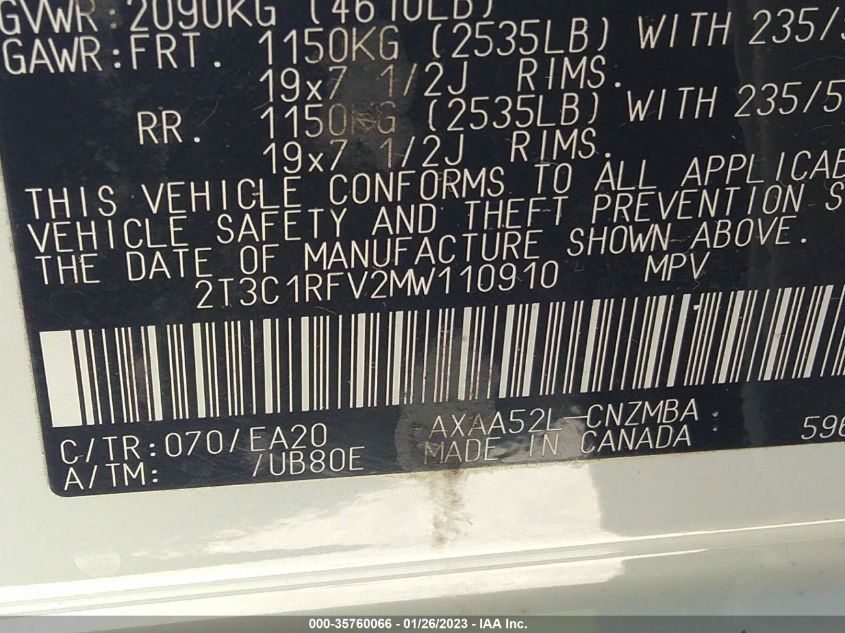 GVWR:2090KG (4610LB)
GAWR:FRT. 1150KG (2535LB) WITH 235/
19x7 1/2J RIMS.
RR. 1150KG (2535LB) WITH 235/5
19x7 1/2J RIMS.
THIS VEHICLE CONFORMS TO ALL APPLICAB
VEHICLE SAFETY AND THEFT PREVENTION S
THE DATE OF MANUFACTURE SHOWN ABOVE.
2T3C1RFV2MW110910 MPV
C/TR:070/EA20 AXAA52L-CNZMBA 596
A/TM: /UB80E MADE IN CANADA
000-35760066 - 01/26/2023 - IAA Inc.